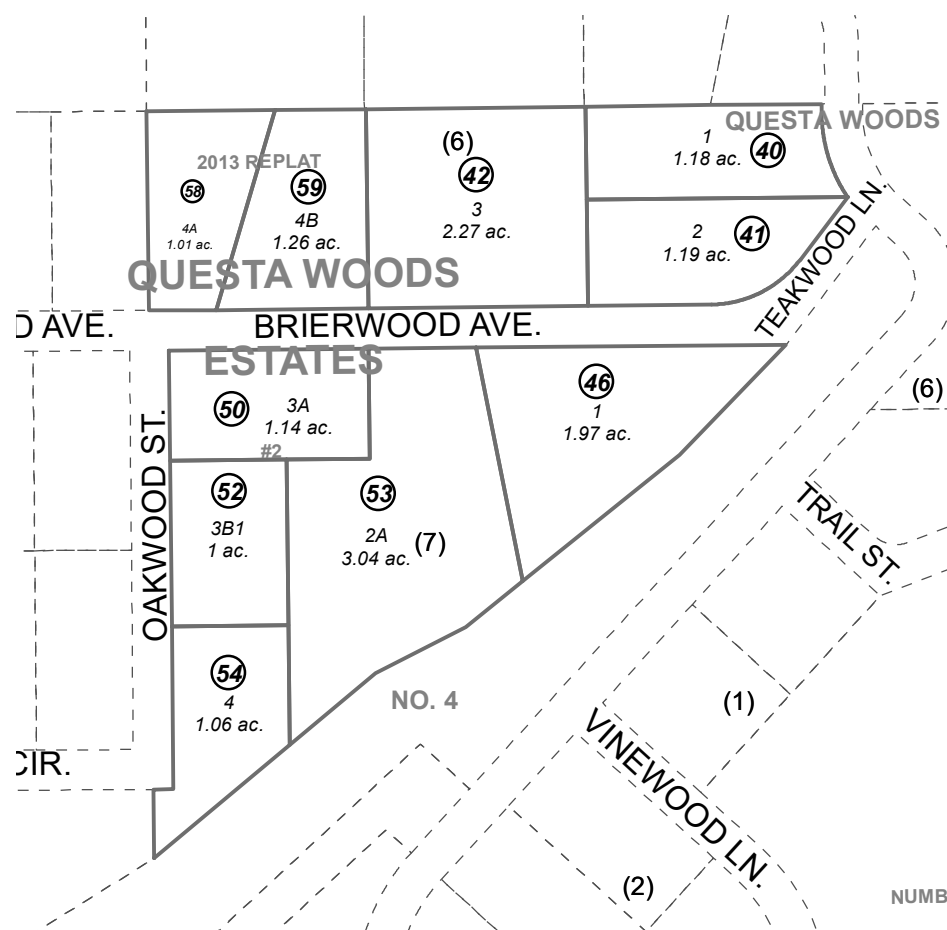 QUESTA WOODS
(6)
1
1.18 ac.
40
2013 REPLAT
58
59
42
4A
1.01 ac.
4B
1.26 ac.
3
2.27 ac.
2
1.19 ac.
41
TEAKWOOD LN.
QUESTA WOODS
D AVE.
BRIERWOOD AVE.
ESTATES
50
3A
1.14 ac.
#2
46
1
1.97 ac.
(6)
OAKWOOD ST.
52
3B1
1 ac.
53
2A
3.04 ac.
(7)
TRAIL ST.
54
4
1.06 ac.
NO. 4
(1)
CIR.
VINEWOOD LN.
(2)
NUMB